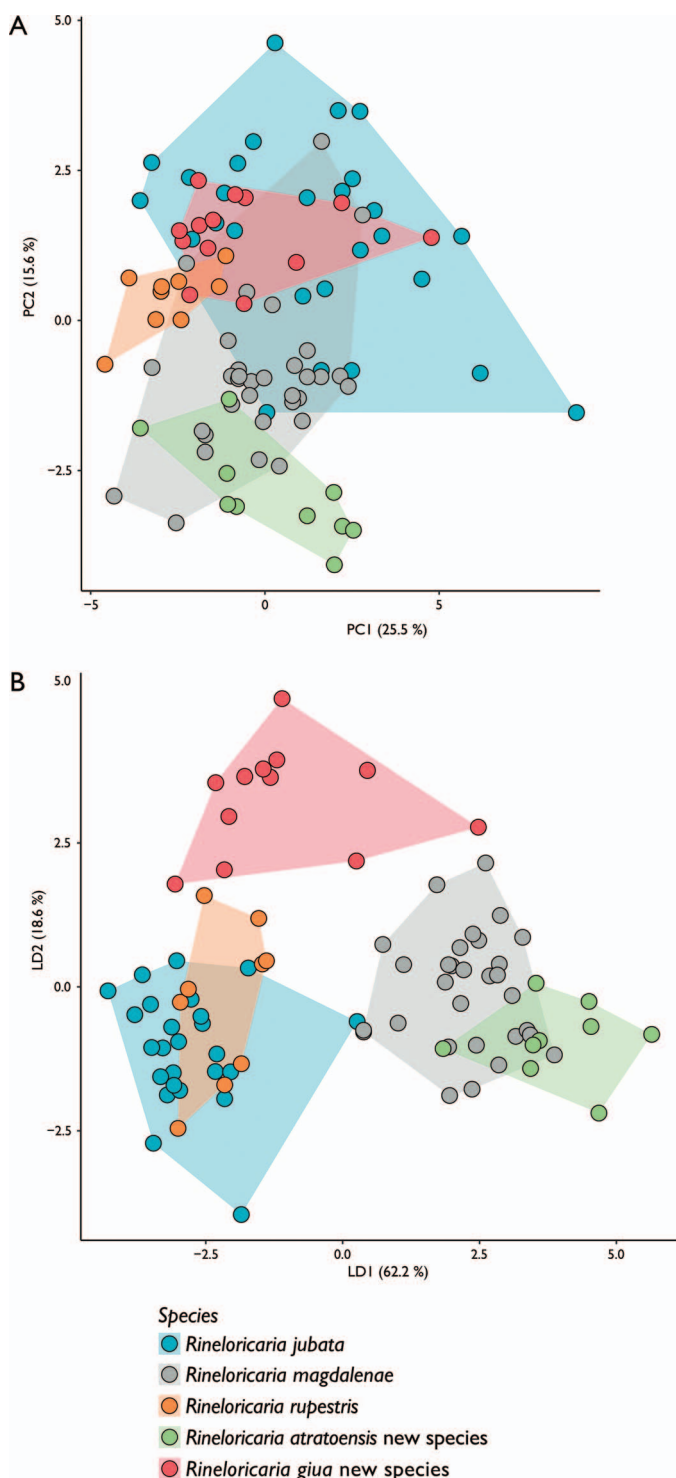 A
5.0
2.5
0.0
−2.5
PC2 (15.6 %)
−5
0
5
PC1 (25.5 %)
B
5.0
2.5
0.0
−2.5
LD2 (18.6 %)
−2.5
0.0
2.5
5.0
LD1 (62.2 %)
Species
Rineloricaria jubata
Rineloricaria magdalenae
Rineloricaria rupestris
Rineloricaria atratoensis new species
Rineloricaria giua new species